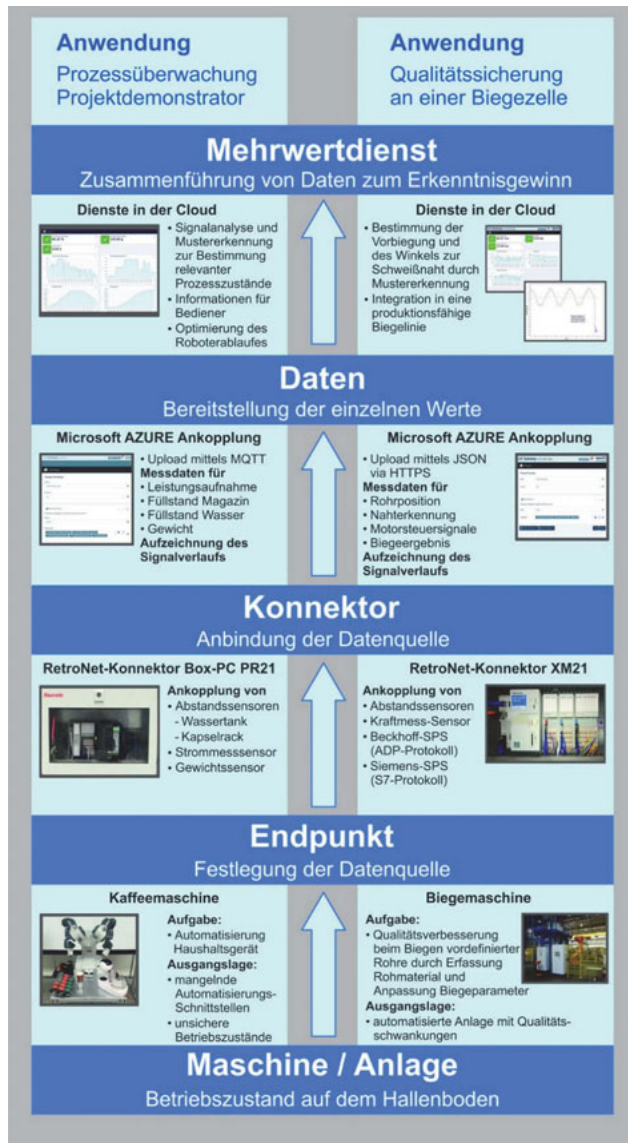 Anwendung
Prozessüberwachung
Projektdemonstrator
Anwendung
Qualitätssicherung
an einer Biegezelle
Mehrwertdienst
Zusammenführung von Daten zum Erkenntnisgewinn
Dienste in der Cloud
• Signalanalyse und
Mustererkennung
zur Bestimmung
relevanter
Prozesszustände
• Informationen für
Bediener
• Optimierung des
Roboterablaufes
Dienste in der Cloud
• Bestimmung der
Vorbiegung und
des Winkels zur
Schweißnaht durch
Mustererkennung
• Integration in eine
produktionsfähige
Biegelinie
Daten
Bereitstellung der einzelnen Werte
Microsoft AZURE Ankopplung
• Upload mittels MQTT
Messdaten für
• Leistungsaufnahme
• Füllstand Magazin
• Füllstand Wasser
• Gewicht
Aufzeichnung des
Signalverlaufs
Microsoft AZURE Ankopplung
• Upload mittels JSON
via HTTPS
Messdaten für
• Rohrposition
• Nahterkennung
• Motorsteuersignale
• Biegeergebnis
Aufzeichnung des
Signalverlaufs
Konnektor
Anbindung der Datenquelle
RetroNet-Konnektor Box-PC PR21
Ankopplung von
• Abstandssensoren
- Wassertank
- Kapselrack
• Strommesssensor
• Gewichtssensor
RetroNet-Konnektor XM21
Ankopplung von
• Abstandssensoren
• Kraftmess-Sensor
• Beckhoff-SPS
(ADP-Protokoll)
• Siemens-SPS
(S7-Protokoll)
Endpunkt
Festlegung der Datenquelle
Kaffeemaschine
Aufgabe:
• Automatisierung
Haushaltsgerät
Ausgangslage:
• mangelnde
Automatisierungs-
Schnittstellen
• unsichere
Betriebszustände
Biegemaschine
Aufgabe:
• Qualitätsverbesserung
beim Biegen vordefinierter
Rohre durch Erfassung
Rohmaterial und
Anpassung Biegeparameter
Ausgangslage:
• automatisierte Anlage mit Qualitäts-
schwankungen
Maschine / Anlage
Betriebszustand auf dem Hallenboden